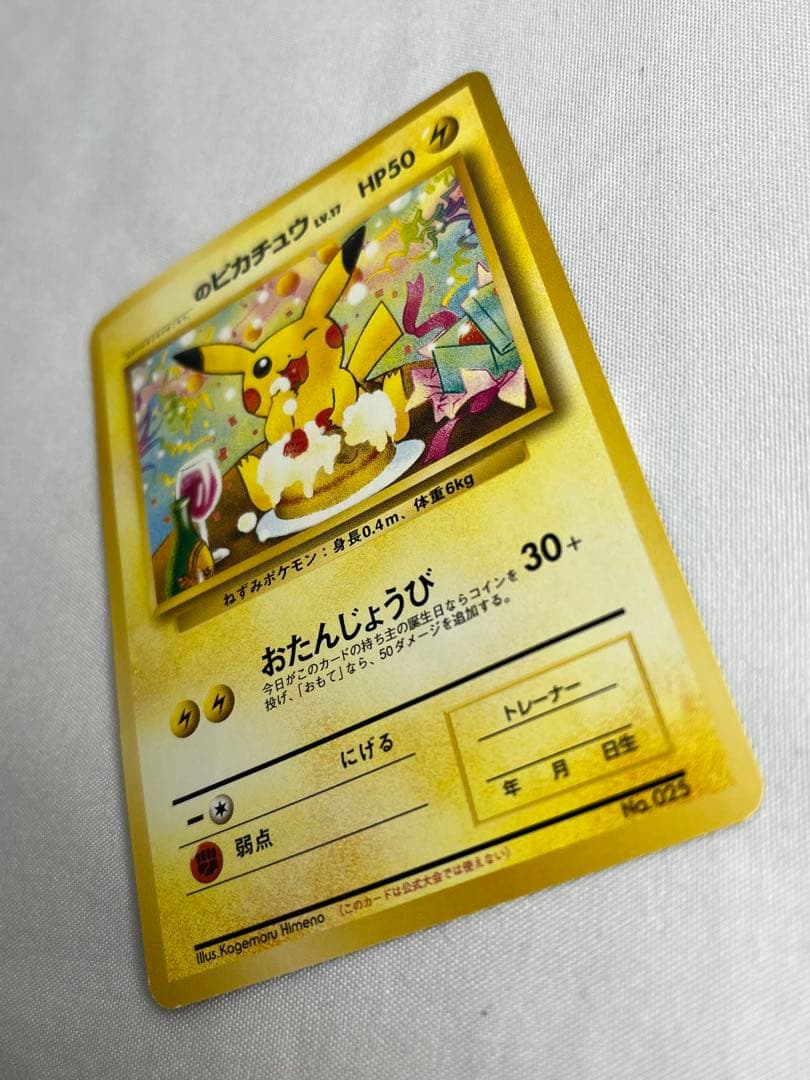 のピカチュウ LV.17 HP50
ねずみポケモン：身長0.4m、体重6kg
おたんじょうび 30+
今日がこのカードの持ち主の誕生日ならコインを
投げ、「おもて」なら、50ダメージを追加する。
にげる
弱点
トレーナー
年 月 日生
No. 025
Illus. Kagemaru Himeno （このカードは公式大会では使えない）